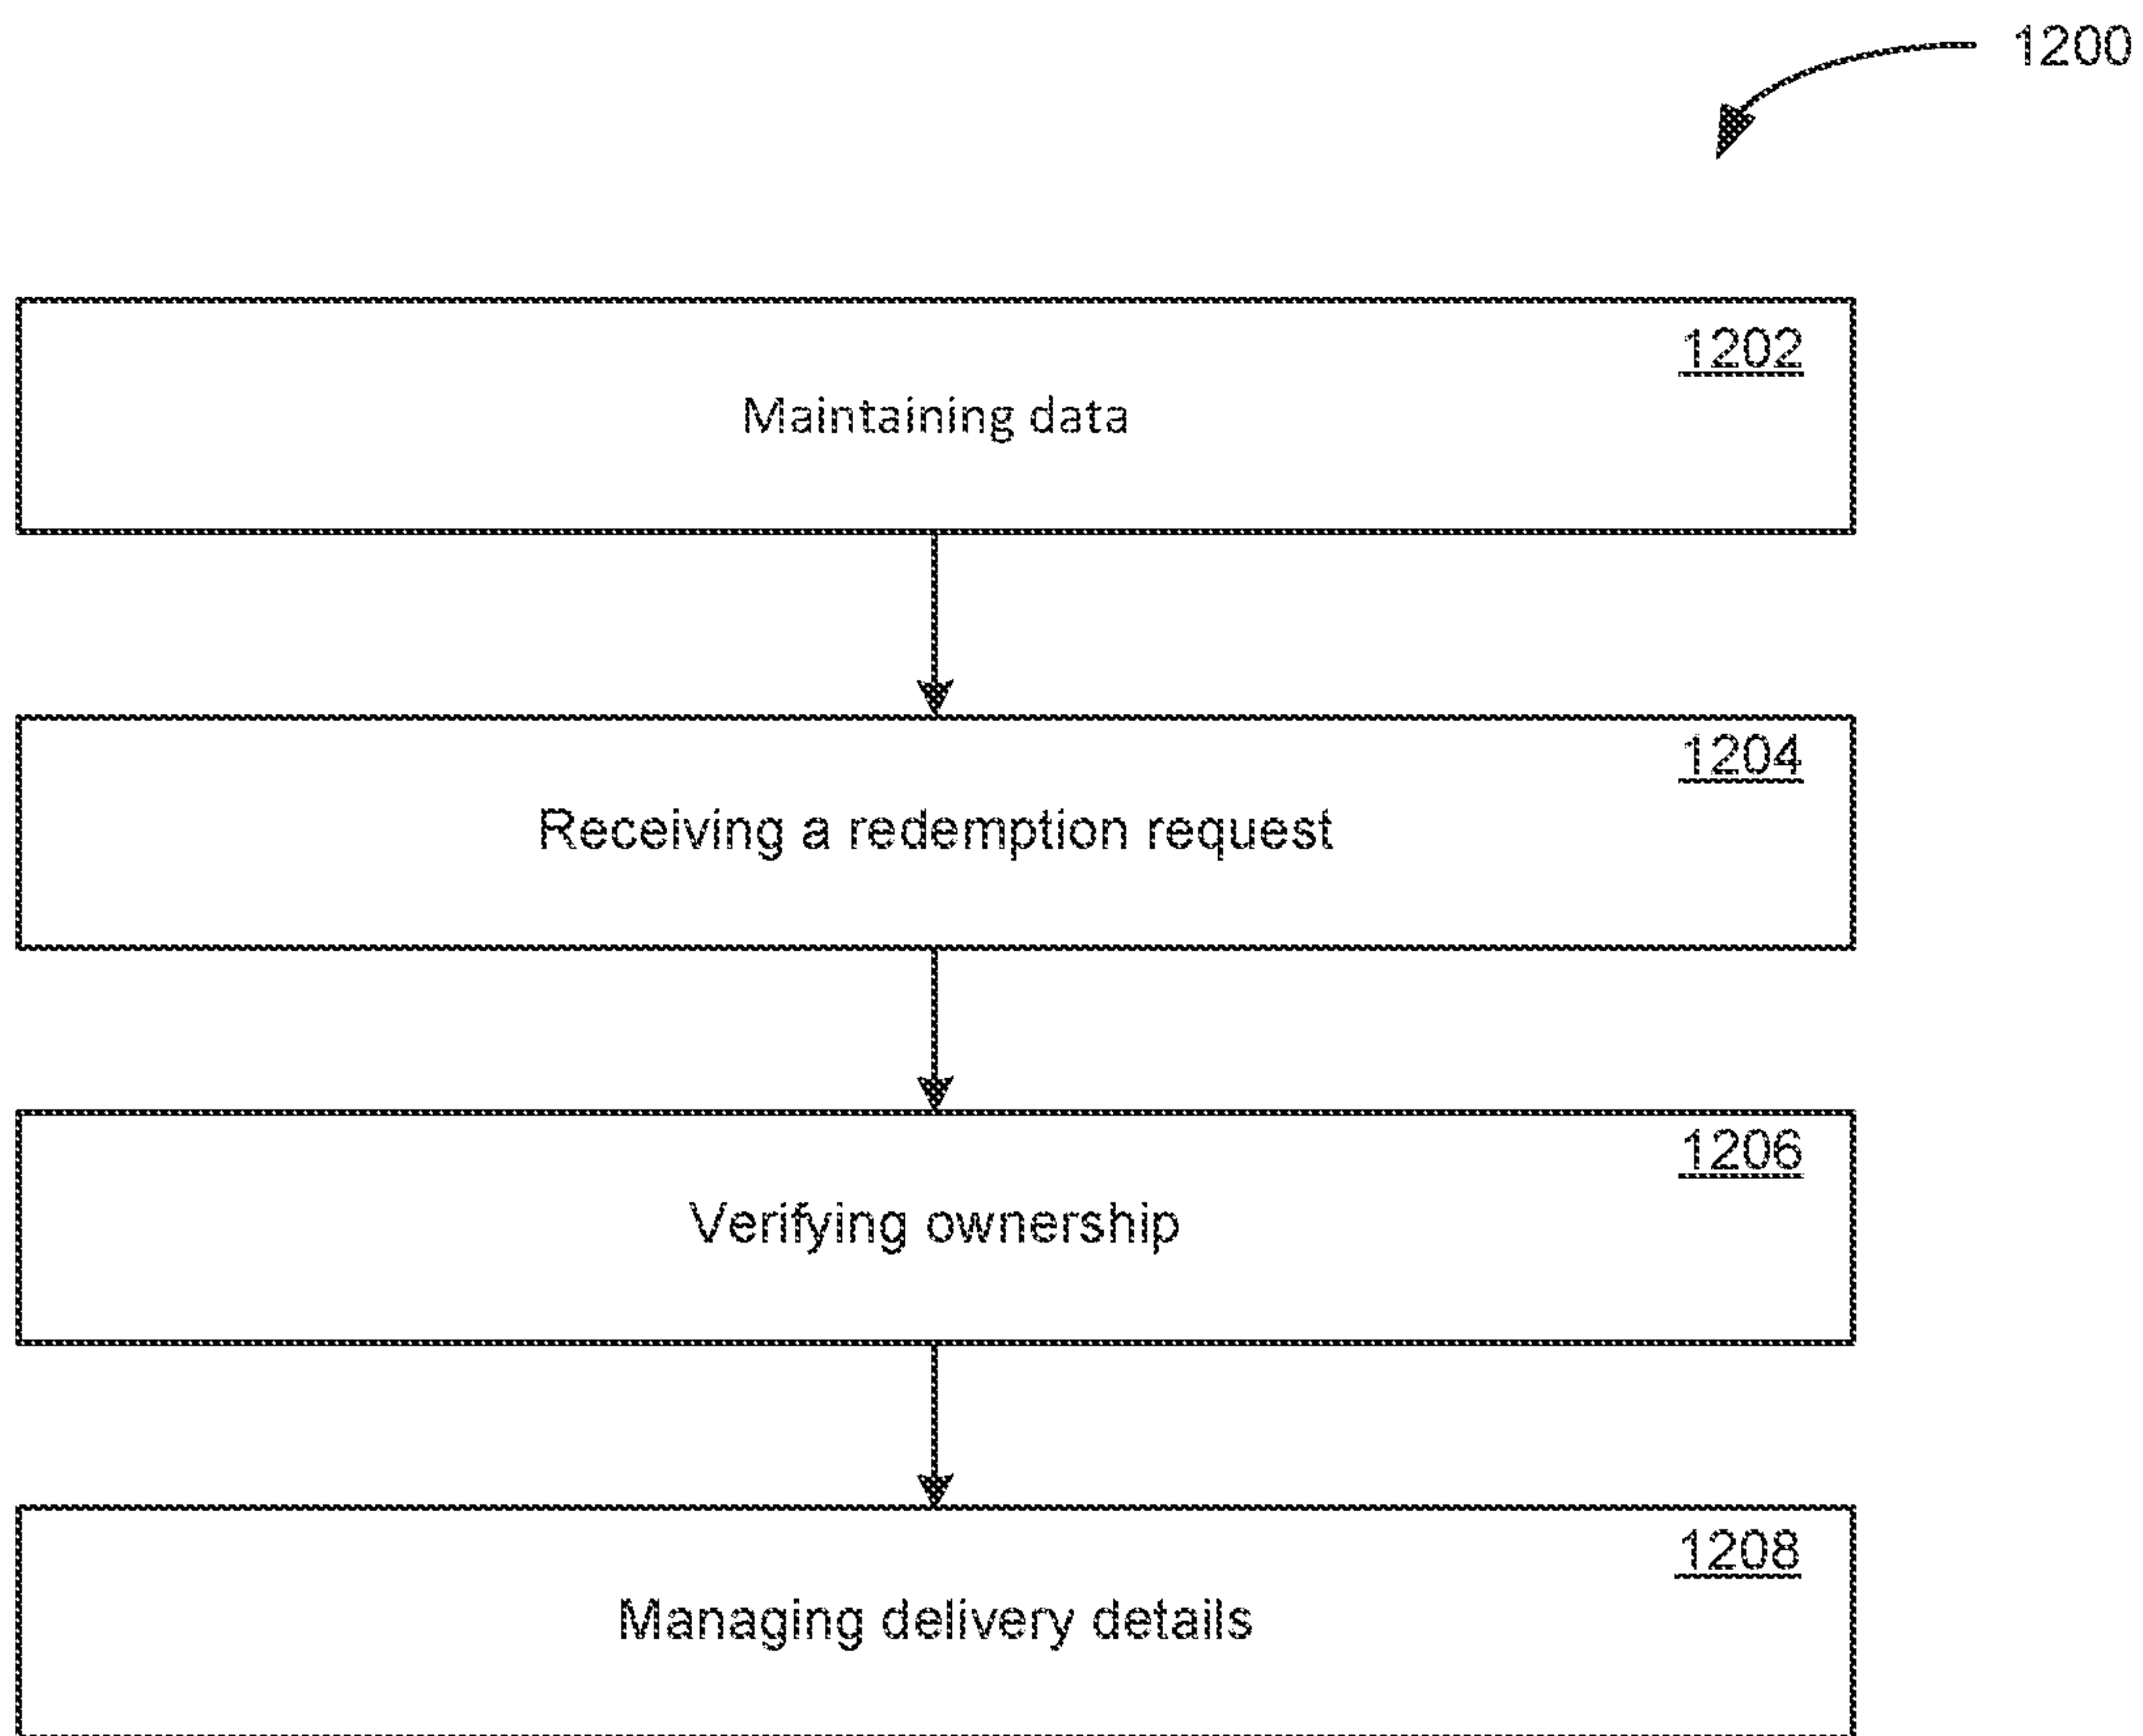 1200
1202
Maintaining data
1204
Receiving a redemption request
1206
Verifying ownership
1208
Managing delivery details